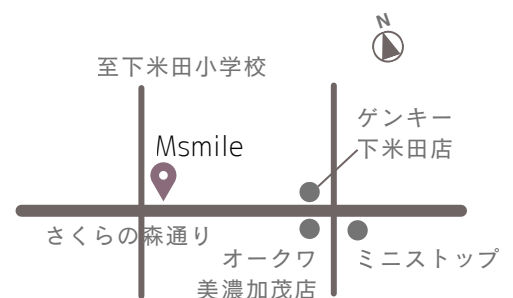 N
至下米田小学校
ゲンキー
下米田店
Msmile
さくらの森通り
オークワ
美濃加茂店
ミニストップ